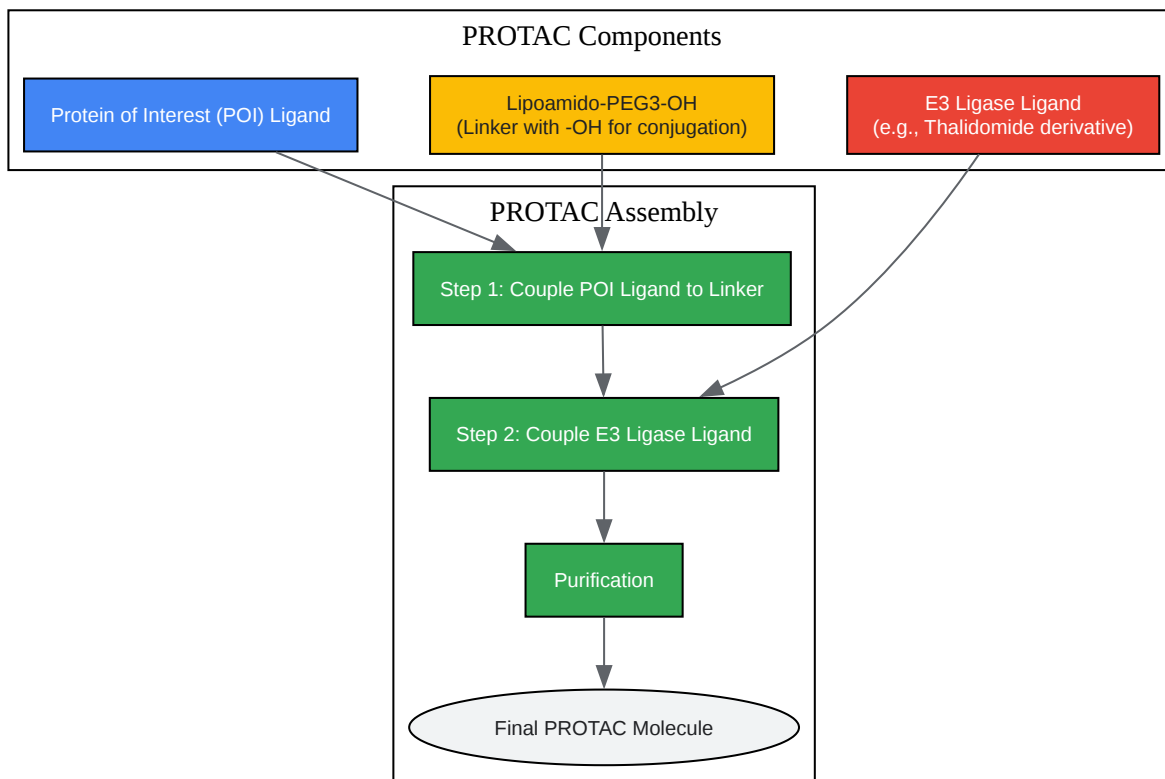 PROTAC Components
Protein of Interest (POI) Ligand
Lipoamido-PEG3-OH
(Linker with -OH for conjugation)
E3 Ligase Ligand
(e.g., Thalidomide derivative)
PROTAC Assembly
Step 1: Couple POI Ligand to Linker
Step 2: Couple E3 Ligase Ligand
Purification
Final PROTAC Molecule